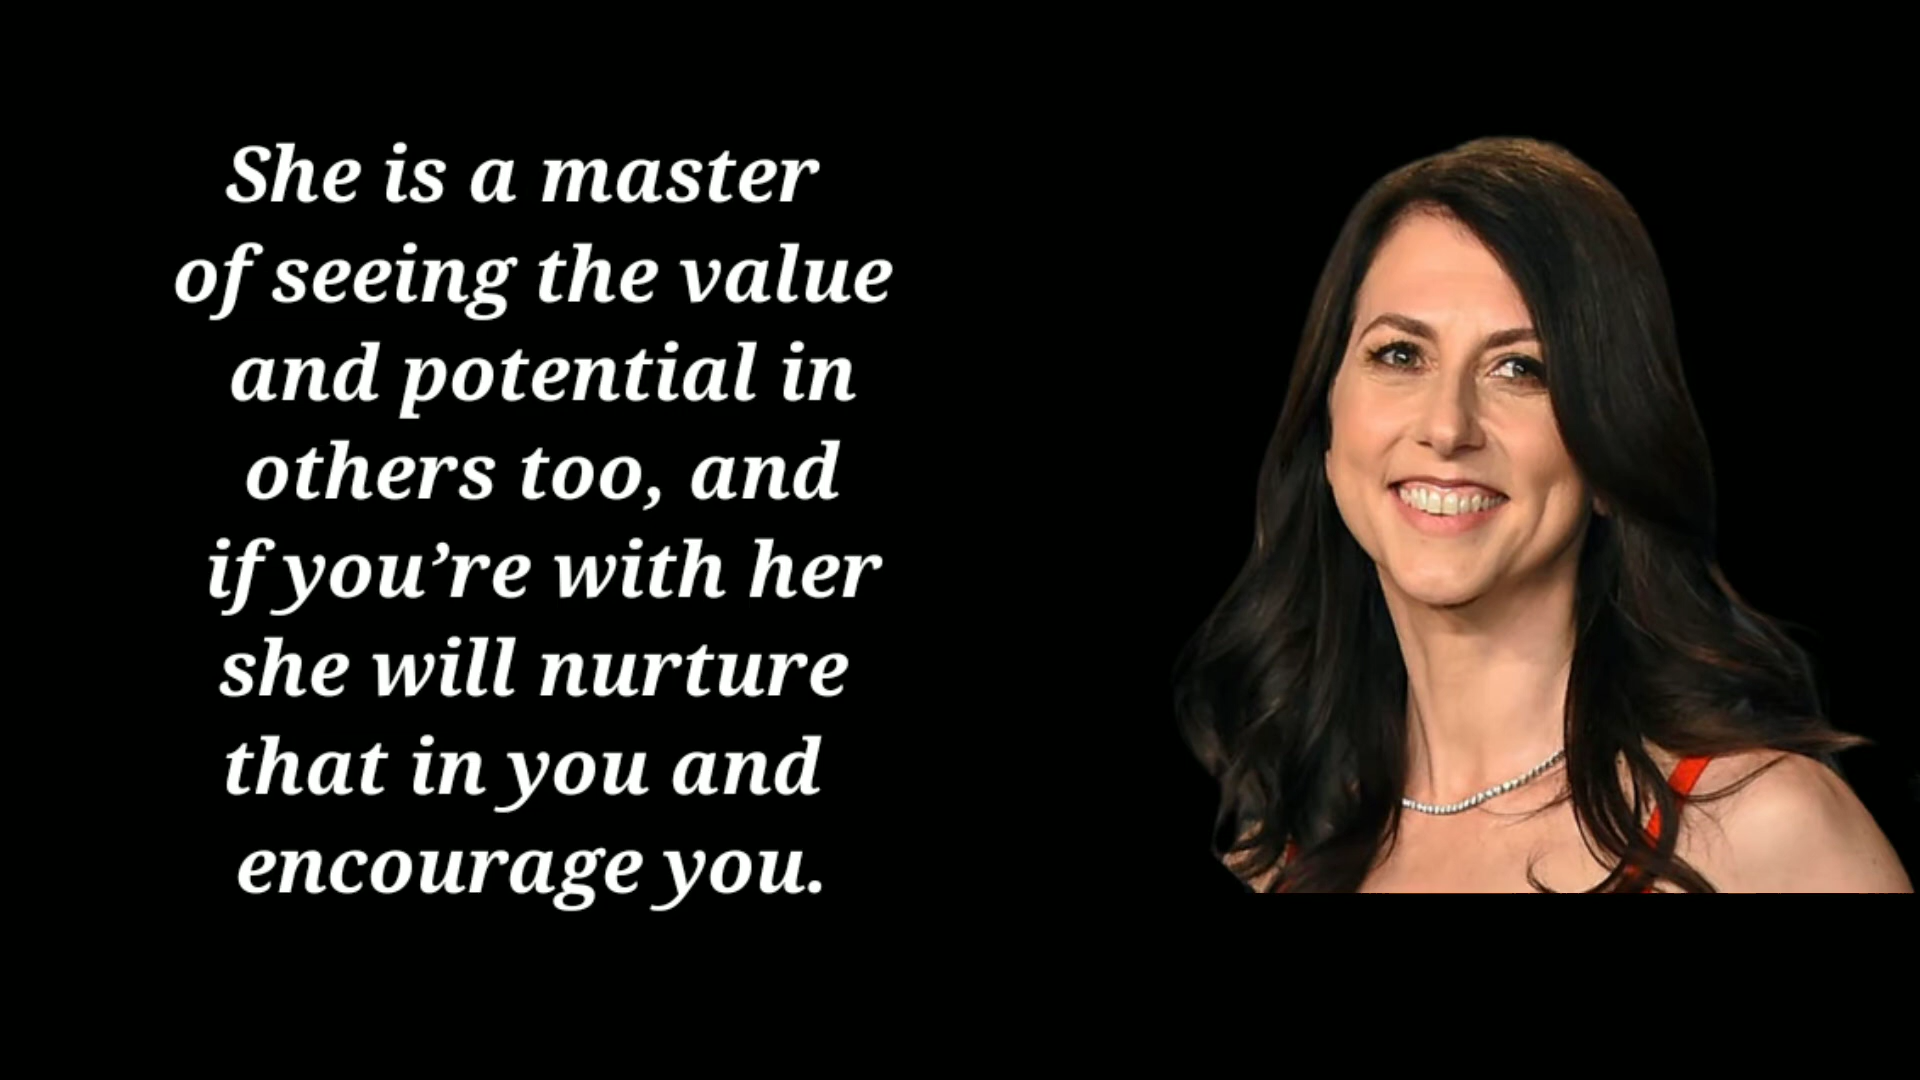 She is a master
of seeing the value
and potential in
others too, and
if you’re with her
she will nurture
that in you and
encourage you.